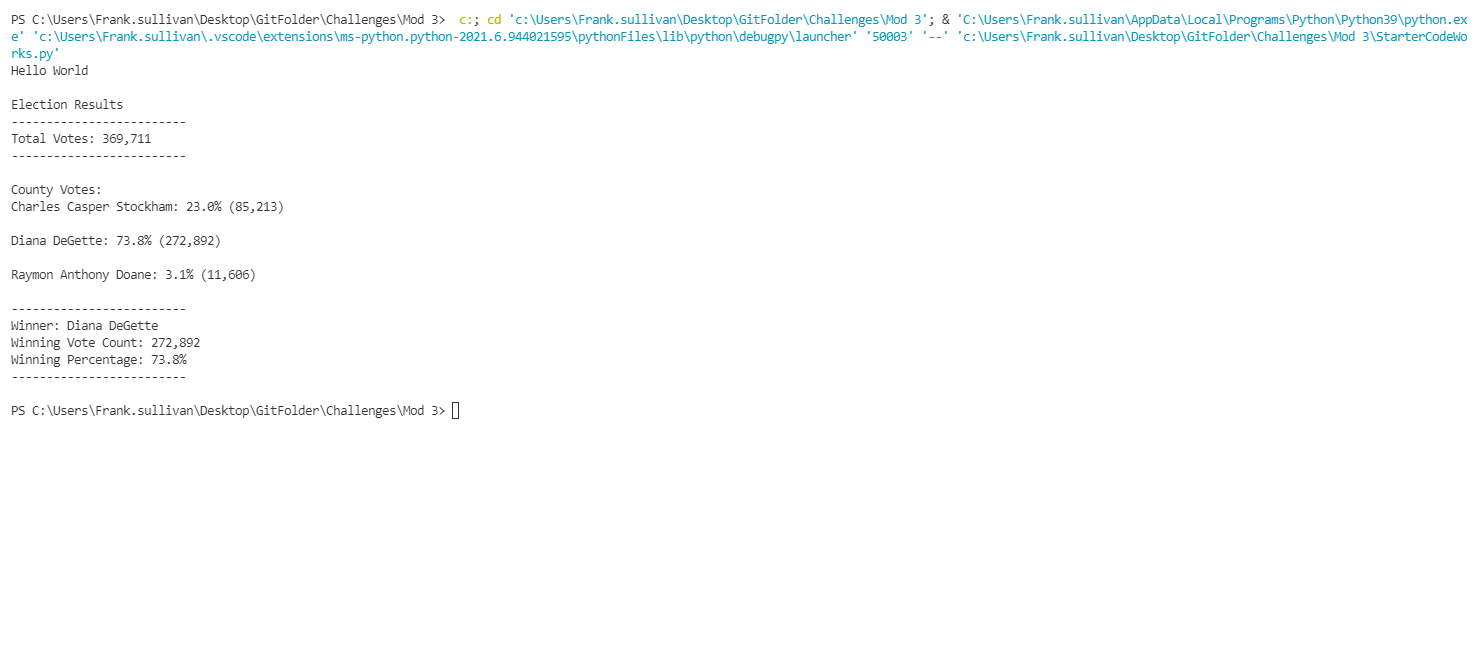 PS C:\Users\Frank.sullivan\Desktop\GitFolder\Challenges\Mod 3>  c:; cd 'c:\Users\Frank.sullivan\Desktop\GitFolder\Challenges\Mod 3'; & 'C:\Users\Frank.sullivan\AppData\Local\Programs\Python\Python39\python.ex
e' 'c:\Users\Frank.sullivan\.vscode\extensions\ms-python.python-2021.6.944021595\pythonFiles\lib\python\debugpy\launcher' '50003' '--' 'c:\Users\Frank.sullivan\Desktop\GitFolder\Challenges\Mod 3\StarterCodeWo
rks.py'
Hello World
Election Results
-------------------------
Total Votes: 369,711
-------------------------
County Votes:
Charles Casper Stockham: 23.0% (85,213)
Diana DeGette: 73.8% (272,892)
Raymon Anthony Doane: 3.1% (11,606)
-------------------------
Winner: Diana DeGette
Winning Vote Count: 272,892
Winning Percentage: 73.8%
-------------------------
PS C:\Users\Frank.sullivan\Desktop\GitFolder\Challenges\Mod 3>